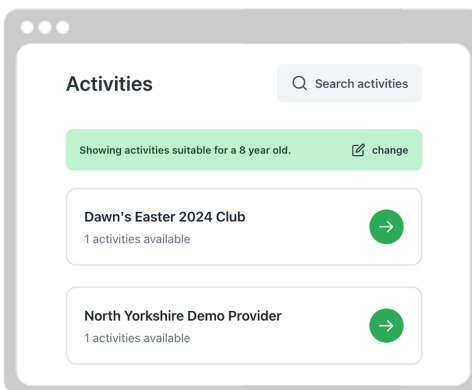 Activities
Search activities
Showing activities suitable for a 8 year old.
change
Dawn's Easter 2024 Club
1 activities available
North Yorkshire Demo Provider
1 activities available